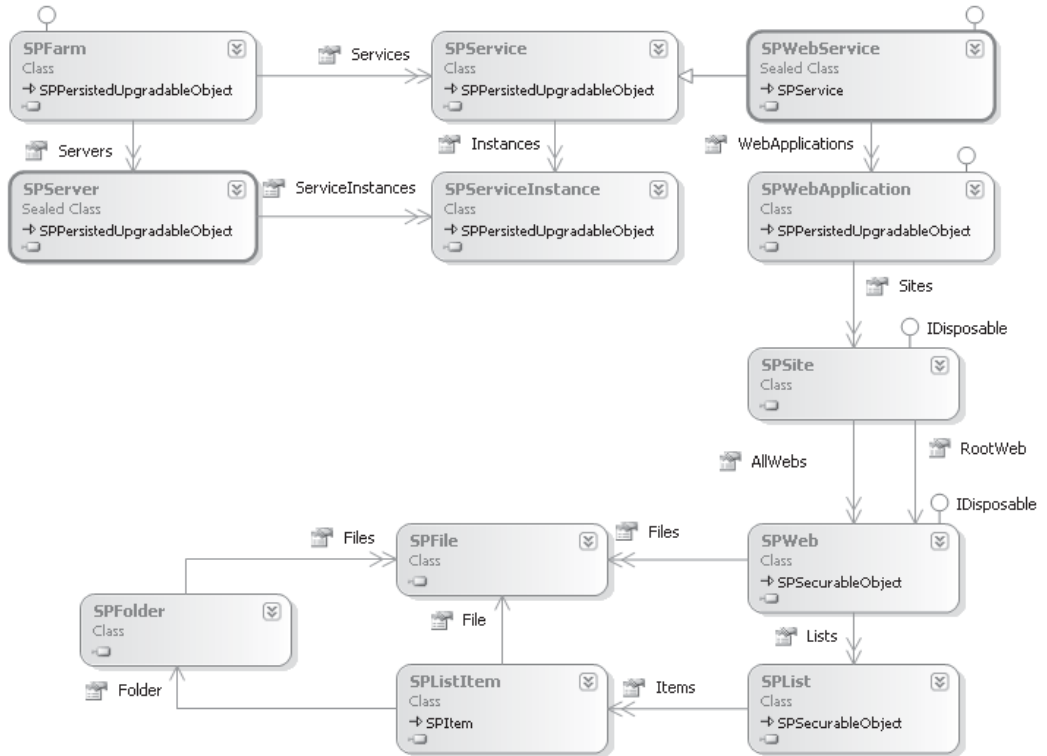 SPFarm
Class
SPPersistedUpgradableObject
Services
SPService
Class
SPPersistedUpgradableObject
SPWebService
Sealed Class
SPService
Servers
Instances
WebApplications
SPServer
Sealed Class
SPPersistedUpgradableObject
ServiceInstances
SPServiceInstance
Class
SPPersistedUpgradableObject
SPWebApplication
Class
SPPersistedUpgradableObject
Sites
IDisposable
SPSite
Class
AllWebs
RootWeb
IDisposable
Files
SPFile
Class
Files
SPWeb
Class
SPSecurableObject
SPFolder
Class
File
Lists
Folder
SPListItem
Class
SPItem
Items
SPList
Class
SPSecurableObject